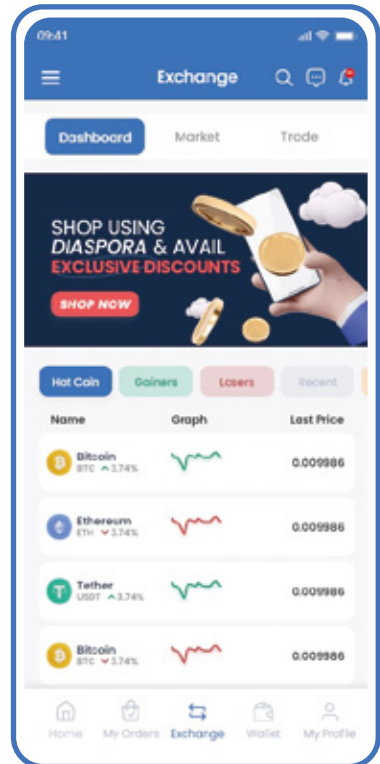 09:41
Exchange
Dashboard Market Trade
SHOP USING
DIASPORA & AVAIL
EXCLUSIVE DISCOUNTS
SHOP NOW
Hot Coin Gainers Losers Recent
Name Graph Last Price
Bitcoin
BTC 3.74%
0.009986
Ethereum
ETH 3.74%
0.009986
Tether
USDT 3.74%
0.009986
Bitcoin
BTC 3.74%
0.009986
Home My Orders Exchange Wallet My Profile